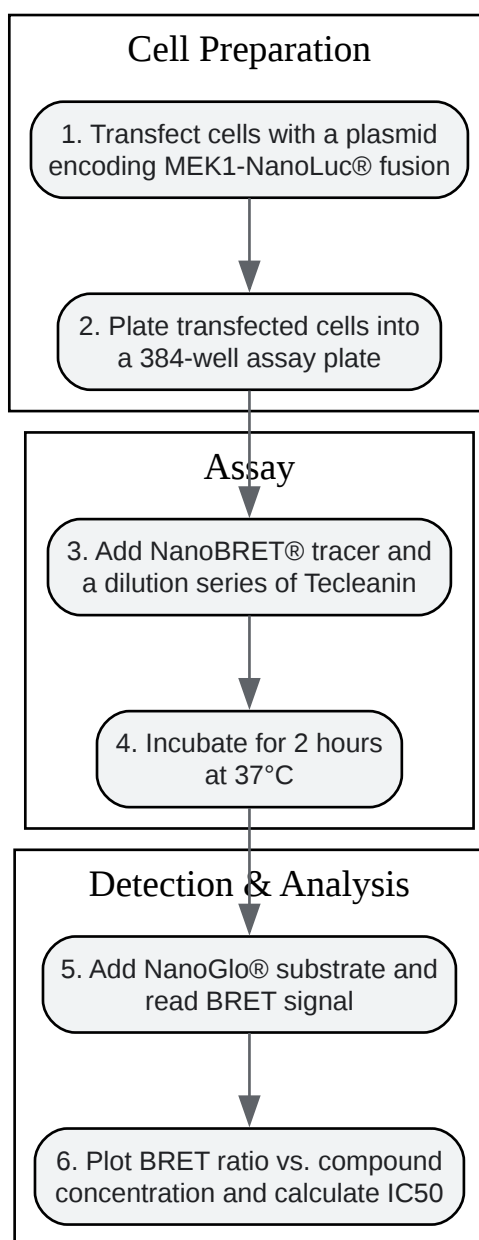 Cell Preparation
1. Transfect cells with a plasmid
encoding MEK1-NanoLuc® fusion
2. Plate transfected cells into
a 384-well assay plate
Assay
3. Add NanoBRET® tracer and
a dilution series of Tecleanin
4. Incubate for 2 hours
at 37°C
Detection & Analysis
5. Add NanoGlo® substrate and
read BRET signal
6. Plot BRET ratio vs. compound
concentration and calculate IC50